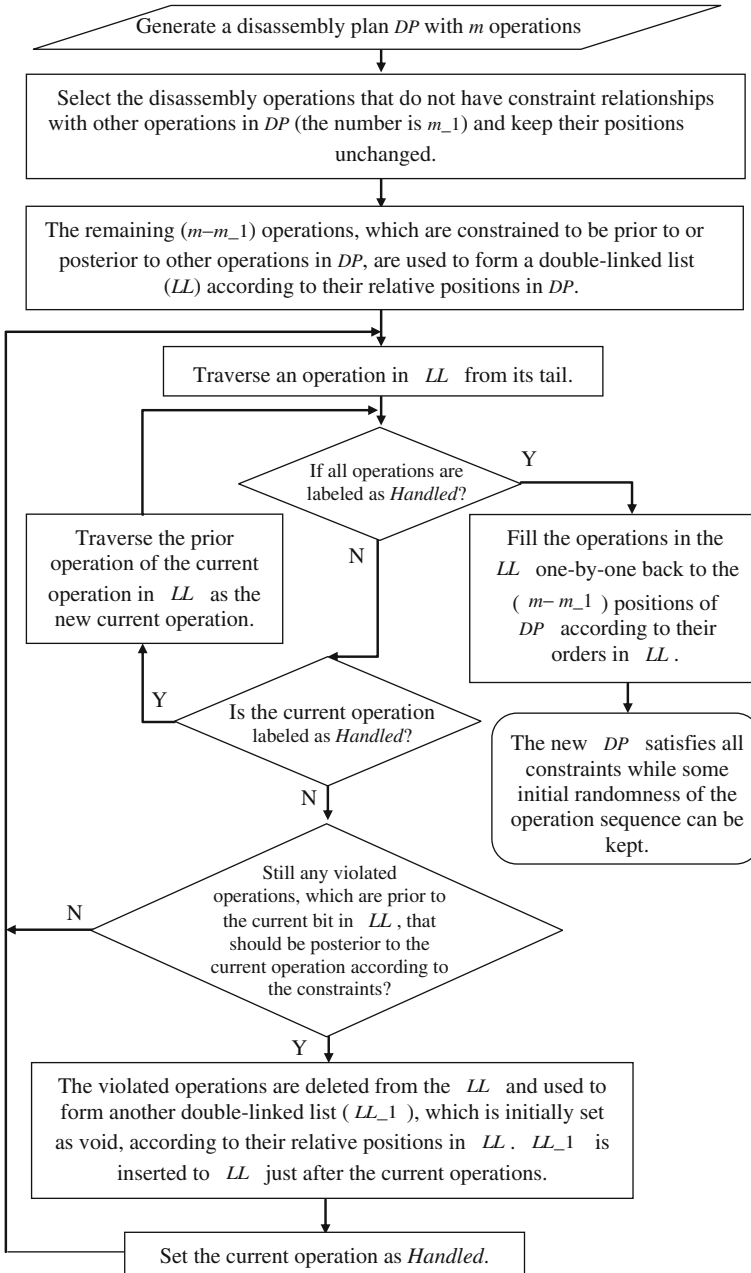 Generate a disassembly plan DP with m operations
Select the disassembly operations that do not have constraint relationships
with other operations in DP (the number is m_1) and keep their positions
unchanged.
The remaining (m–m_1) operations, which are constrained to be prior to or
posterior to other operations in DP, are used to form a double-linked list
(LL) according to their relative positions in DP.
Traverse an operation in LL from its tail.
If all operations are
labeled as Handled?
Y
N
Traverse the prior
operation of the current
operation in LL as the
new current operation.
Fill the operations in the
LL one-by-one back to the
( m– m_1 ) positions of
DP according to their
orders in LL .
Y
Is the current operation
labeled as Handled?
N
The new DP satisfies all
constraints while some
initial randomness of the
operation sequence can be
kept.
Still any violated
operations, which are prior to
the current bit in LL , that
should be posterior to the
current operation according to
the constraints?
N
Y
The violated operations are deleted from the LL and used to
form another double-linked list ( LL_1 ), which is initially set
as void, according to their relative positions in LL . LL_1 is
inserted to LL just after the current operations.
Set the current operation as Handled.